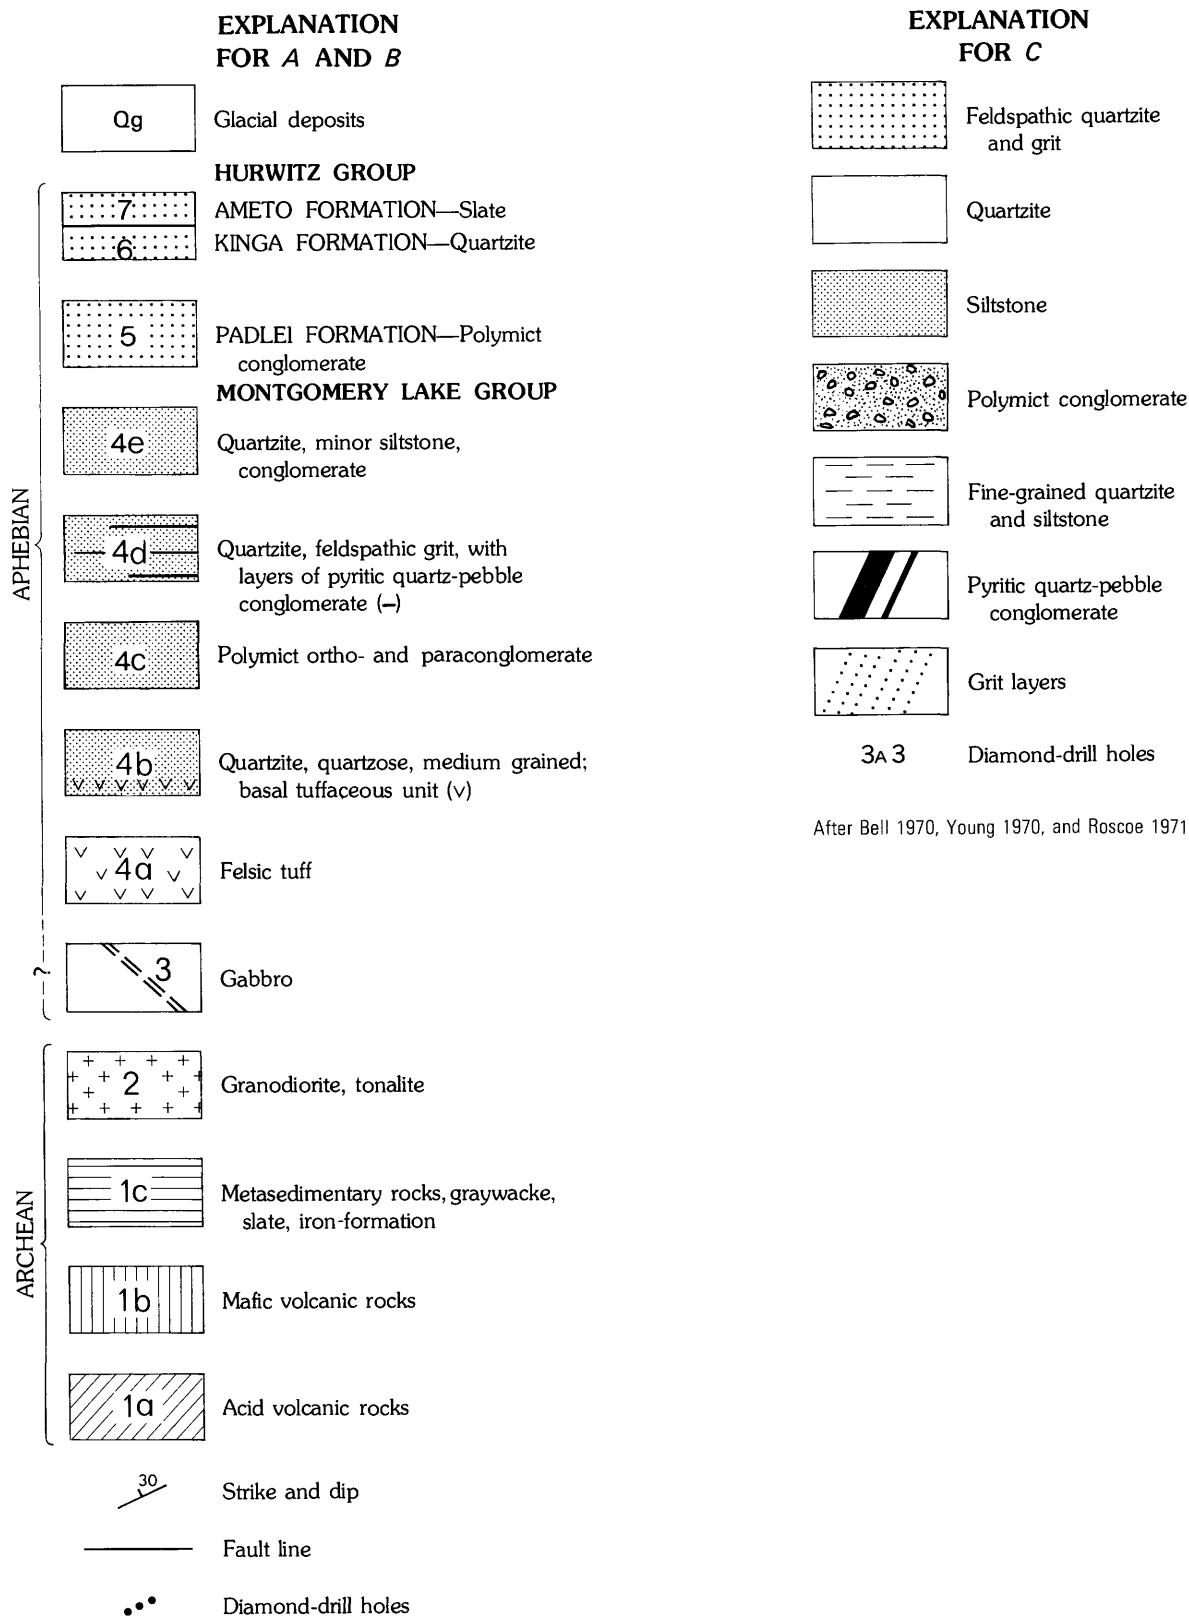 EXPLANATION
FOR A AND B
Qg
Glacial deposits
HURWITZ GROUP
7
AMETO FORMATION—Slate
6
KINGA FORMATION—Quartzite
5
PADLEI FORMATION—Polymict
conglomerate
MONTGOMERY LAKE GROUP
4e
Quartzite, minor siltstone,
conglomerate
4d
Quartzite, feldspathic grit, with
layers of pyritic quartz-pebble
conglomerate (–)
4c
Polymict ortho- and paraconglomerate
4b
Quartzite, quartzose, medium grained;
basal tuffaceous unit (v)
4a
Felsic tuff
3
Gabbro
APHEBIAN
?
2
Granodiorite, tonalite
1c
Metasedimentary rocks, graywacke,
slate, iron-formation
1b
Mafic volcanic rocks
1a
Acid volcanic rocks
ARCHEAN
30
Strike and dip
Fault line
Diamond-drill holes
EXPLANATION
FOR C
Feldspathic quartzite
and grit
Quartzite
Siltstone
Polymict conglomerate
Fine-grained quartzite
and siltstone
Pyritic quartz-pebble
conglomerate
Grit layers
3A 3
Diamond-drill holes
After Bell 1970, Young 1970, and Roscoe 1971